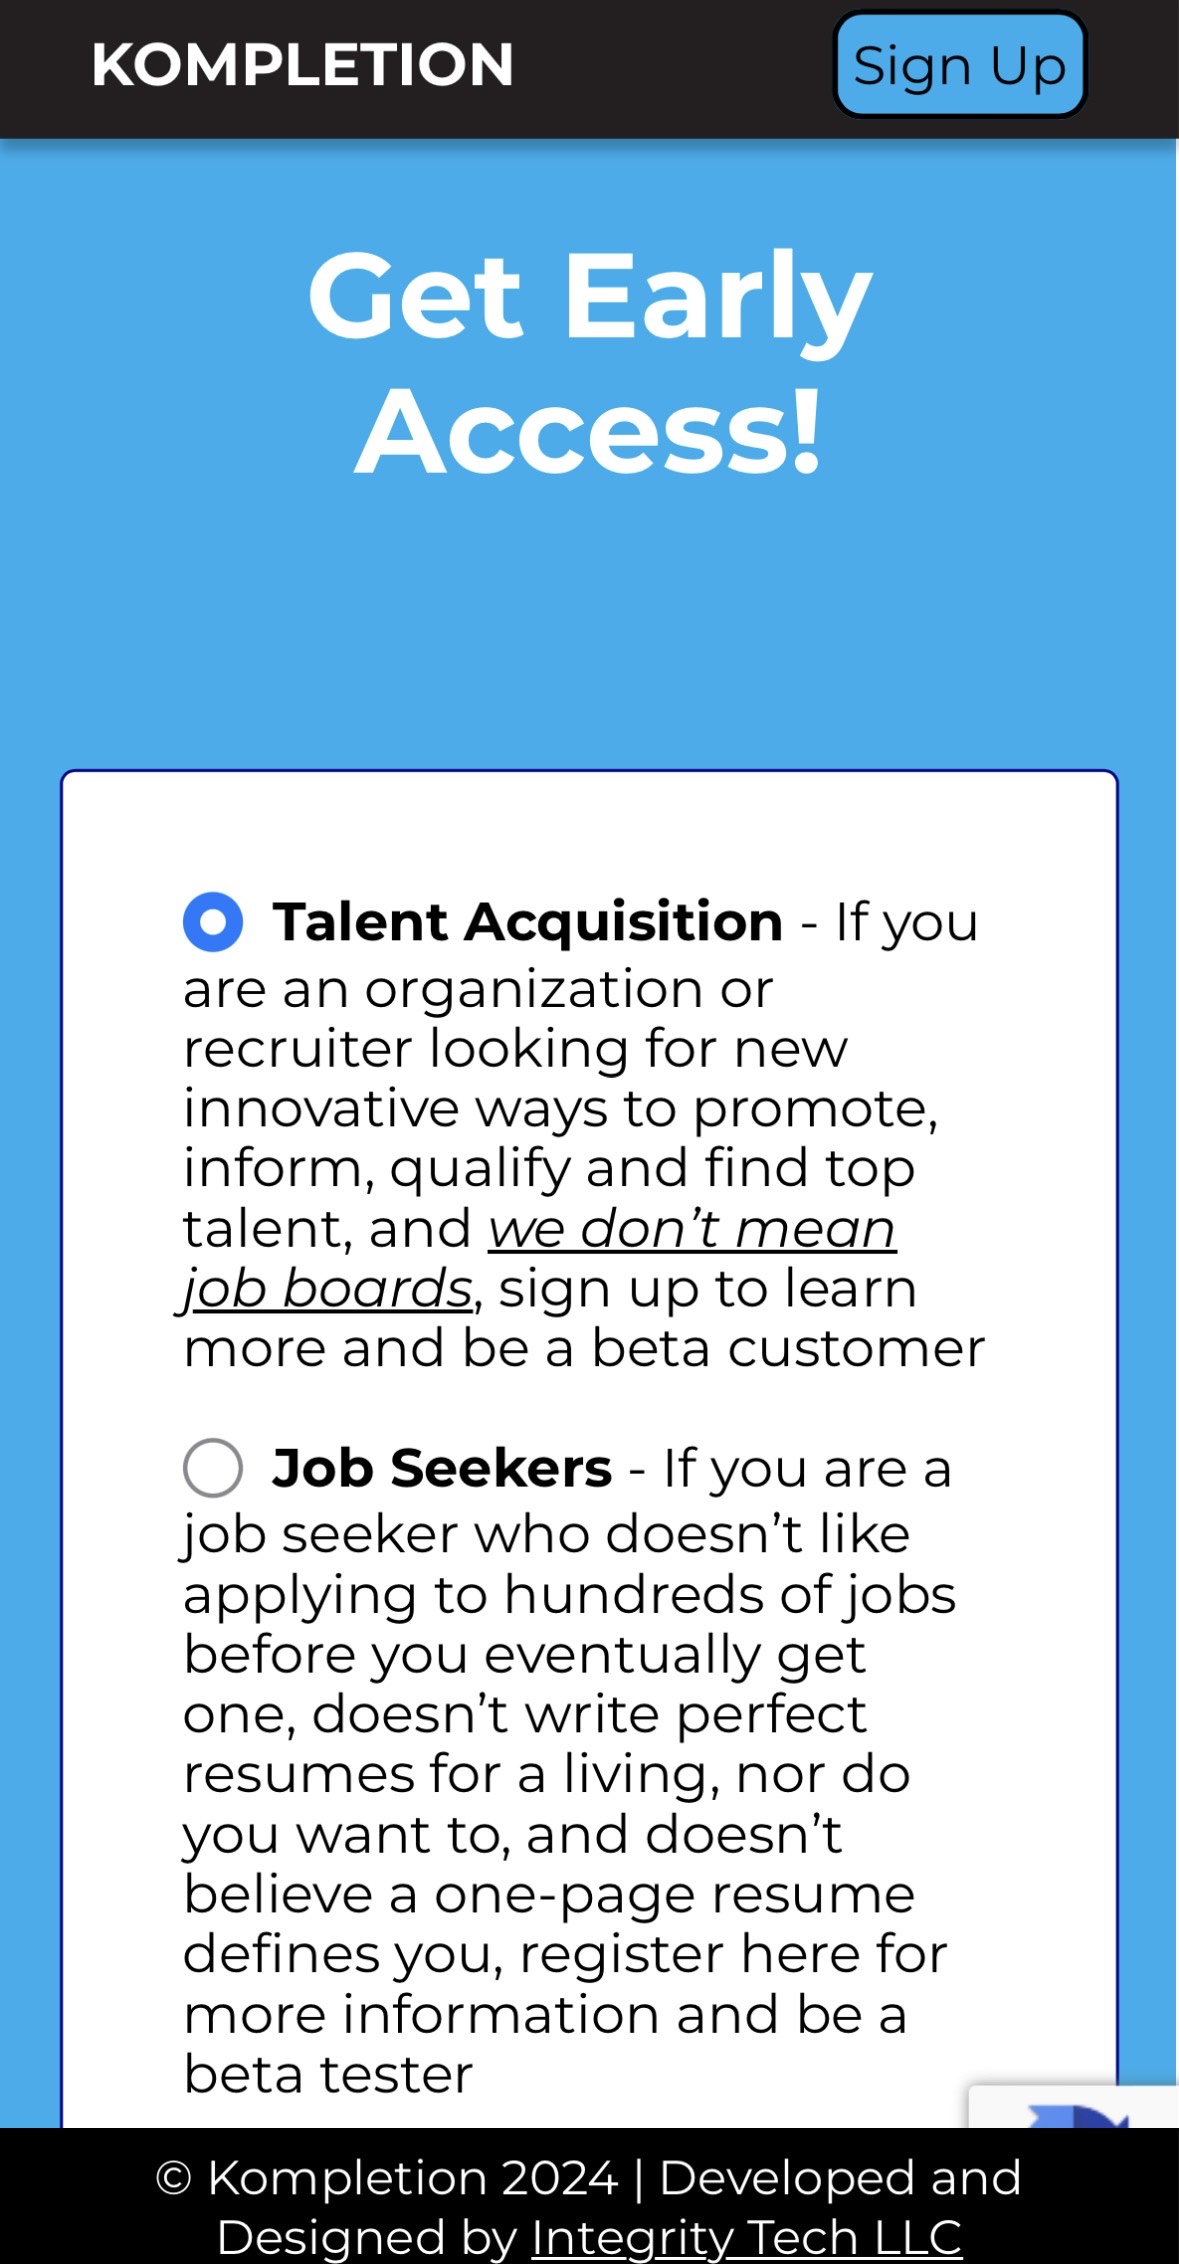 KOMPLETION
Sign Up
Get Early
Access!
Talent Acquisition - If you
are an organization or
recruiter looking for new
innovative ways to promote,
inform, qualify and find top
talent, and we don’t mean
job boards, sign up to learn
more and be a beta customer
Job Seekers - If you are a
job seeker who doesn’t like
applying to hundreds of jobs
before you eventually get
one, doesn’t write perfect
resumes for a living, nor do
you want to, and doesn’t
believe a one-page resume
defines you, register here for
more information and be a
beta tester
© Kompletion 2024 | Developed and
Designed by Integrity Tech LLC